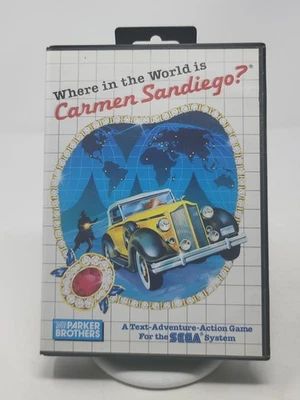 Where in the World is
Carmen Sandiego?®
PARKER
BROTHERS
A Text-Adventure-Action Game
For the SEGA System